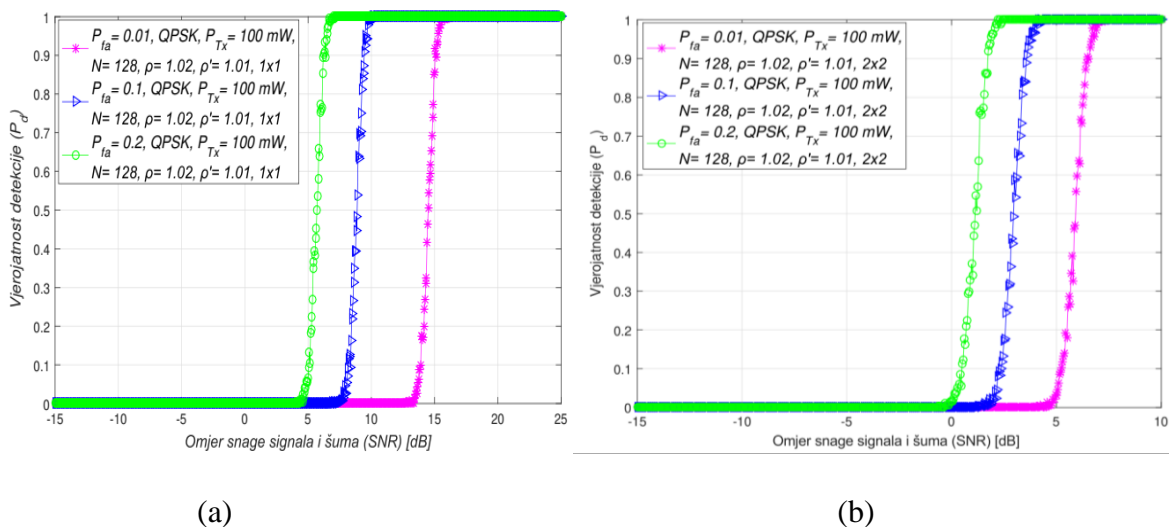 P_fa= 0.01, QPSK, P_Tx= 100 mW,
N= 128, ρ= 1.02, ρ'= 1.01, 1x1
P_fa= 0.1, QPSK, P_Tx= 100 mW,
N= 128, ρ= 1.02, ρ'= 1.01, 1x1
P_fa= 0.2, QPSK, P_Tx= 100 mW,
N= 128, ρ= 1.02, ρ'= 1.01, 1x1
Vjerojatnost detekcije (P_d)
1
0.9
0.8
0.7
0.6
0.5
0.4
0.3
0.2
0.1
0
-15 -10 -5 0 5 10 15 20 25
Omjer snage signala i šuma (SNR) [dB]
(a)
P_fa= 0.01, QPSK, P_Tx= 100 mW,
N= 128, ρ= 1.02, ρ'= 1.01, 2x2
P_fa= 0.1, QPSK, P_Tx= 100 mW,
N= 128, ρ= 1.02, ρ'= 1.01, 2x2
P_fa= 0.2, QPSK, P_Tx= 100 mW,
N= 128, ρ= 1.02, ρ'= 1.01, 2x2
Vjerojatnost detekcije (P_d)
1
0.9
0.8
0.7
0.6
0.5
0.4
0.3
0.2
0.1
0
-15 -10 -5 0 5 10
Omjer snage signala i šuma (SNR) [dB]
(b)